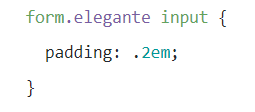 form.elegante input {
  padding: .2em;
}